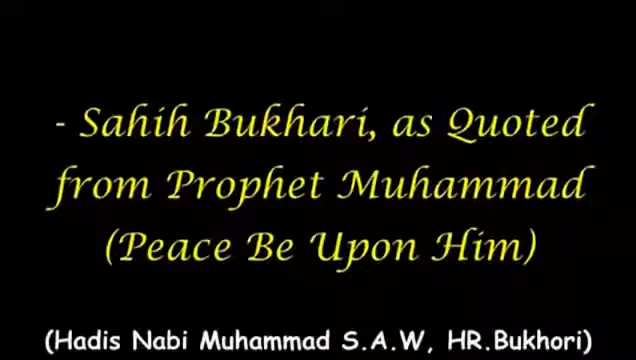 - Sahih Bukhari, as Quoted
from Prophet Muhammad
(Peace Be Upon Him)
(Hadis Nabi Muhammad S.A.W, HR.Bukhori)